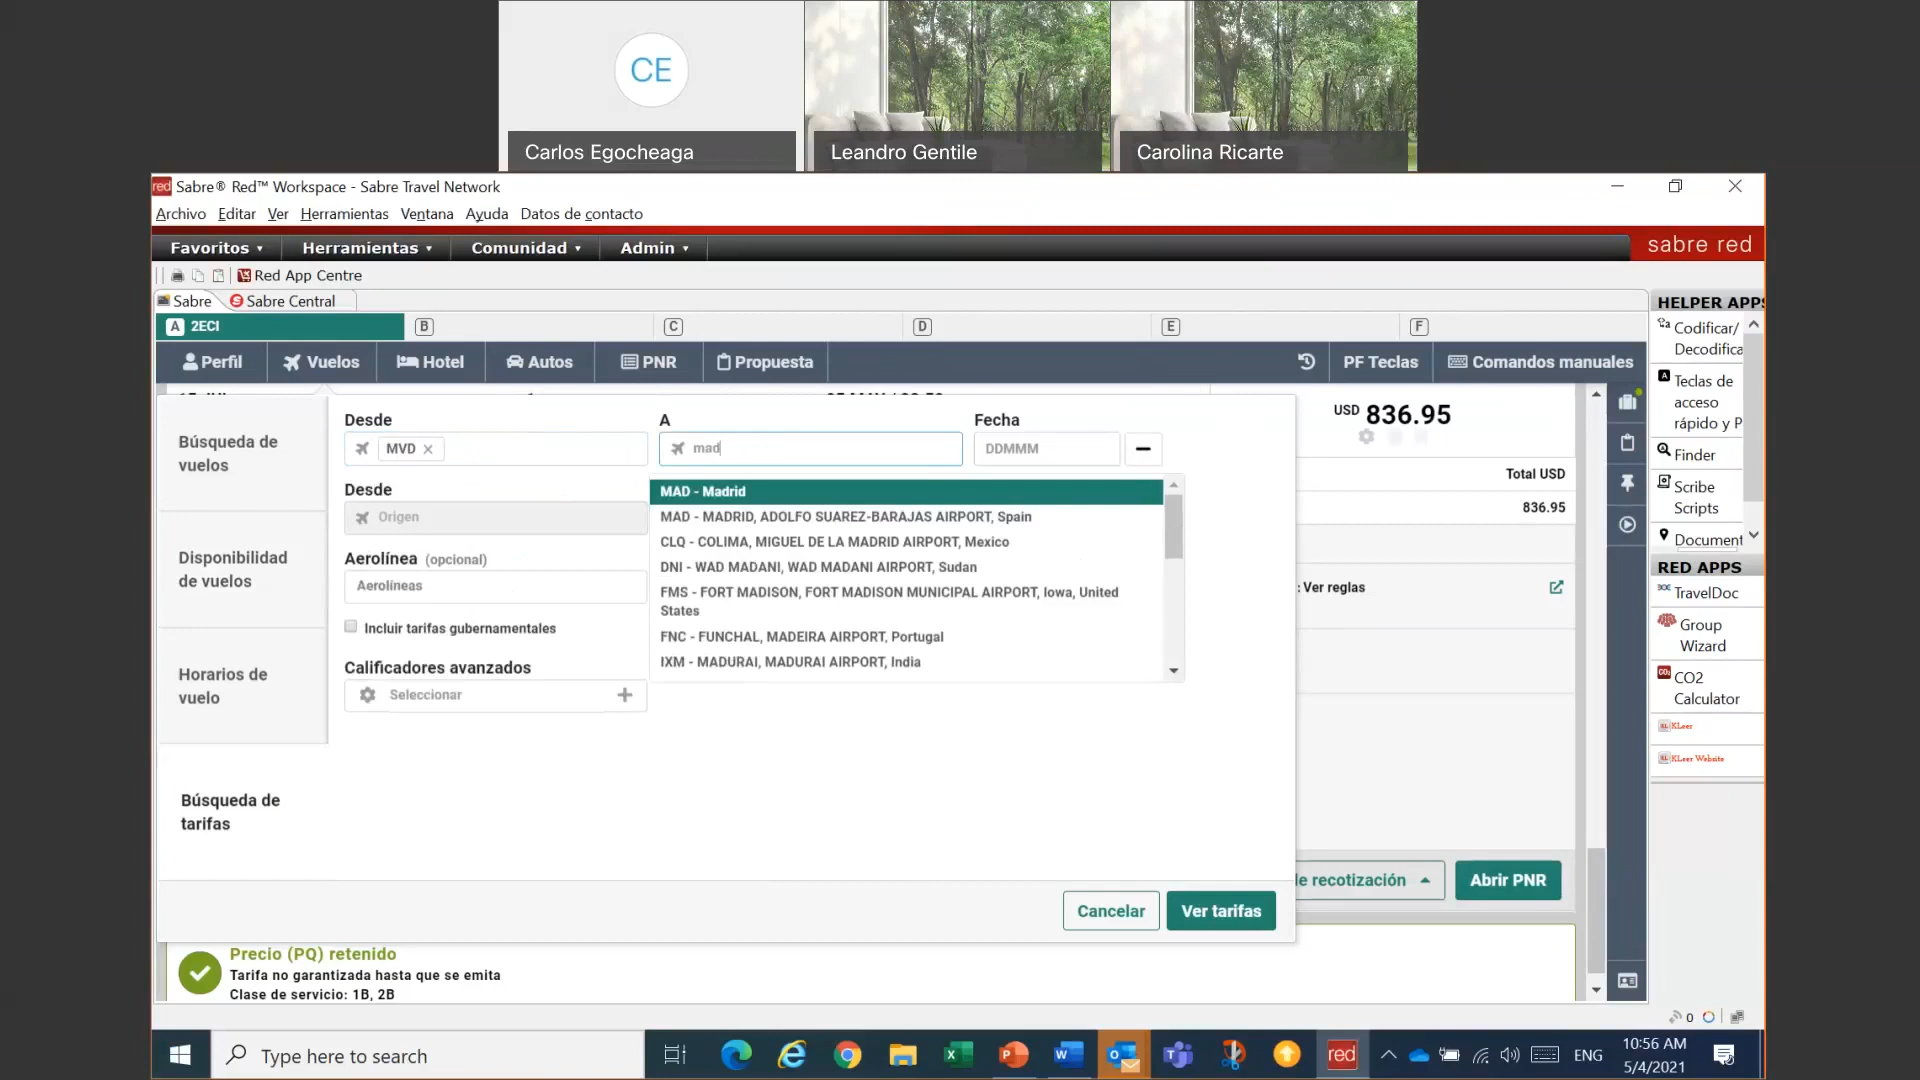 CE
Carlos Egocheaga
Leandro Gentile
Carolina Ricarte
red Sabre® Red™ Workspace - Sabre Travel Network
Archivo Editar Ver Herramientas Ventana Ayuda Datos de contacto
Favoritos Herramientas Comunidad Admin
sabre red
Red App Centre
Sabre Sabre Central
A 2ECI B C D E F
Perfil Vuelos Hotel Autos PNR Propuesta PF Teclas Comandos manuales
Búsqueda de
vuelos
Disponibilidad
de vuelos
Horarios de
vuelo
Búsqueda de
tarifas
Desde A Fecha
MVD mad DDMMM
Desde
Origen
MAD - Madrid
MAD - MADRID, ADOLFO SUAREZ-BARAJAS AIRPORT, Spain
CLQ - COLIMA, MIGUEL DE LA MADRID AIRPORT, Mexico
DNI - WAD MADANI, WAD MADANI AIRPORT, Sudan
FMS - FORT MADISON, FORT MADISON MUNICIPAL AIRPORT, Iowa, United
States
FNC - FUNCHAL, MADEIRA AIRPORT, Portugal
IXM - MADURAI, MADURAI AIRPORT, India
Aerolínea (opcional)
Aerolíneas
Incluir tarifas gubernamentales
Calificadores avanzados
Seleccionar
Cancelar Ver tarifas
USD 836.95
Total USD
836.95
: Ver reglas
de recotización
Abrir PNR
Precio (PQ) retenido
Tarifa no garantizada hasta que se emita
Clase de servicio: 1B, 2B
HELPER APPS
Codificar/
Decodifica
Teclas de
acceso
rápido y P
Finder
Scribe
Scripts
Document
RED APPS
TravelDoc
Group
Wizard
CO2
Calculator
KLeer
KLeer Website
0
Type here to search
red
ENG
10:56 AM
5/4/2021